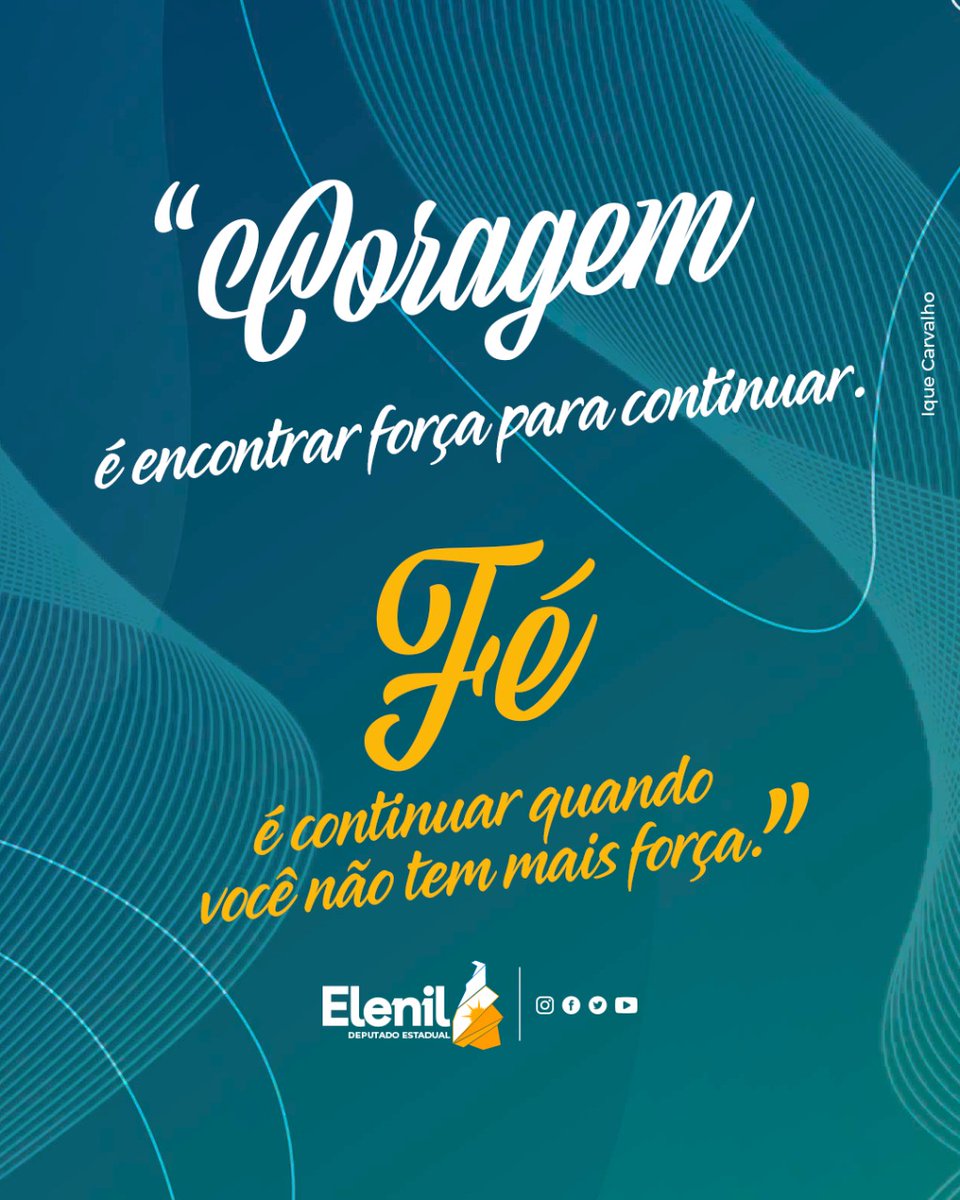 “Coragem
é encontrar força para continuar.
Fé
é continuar quando
você não tem mais força.”
Ique Carvalho
Elenil
DEPUTADO ESTADUAL